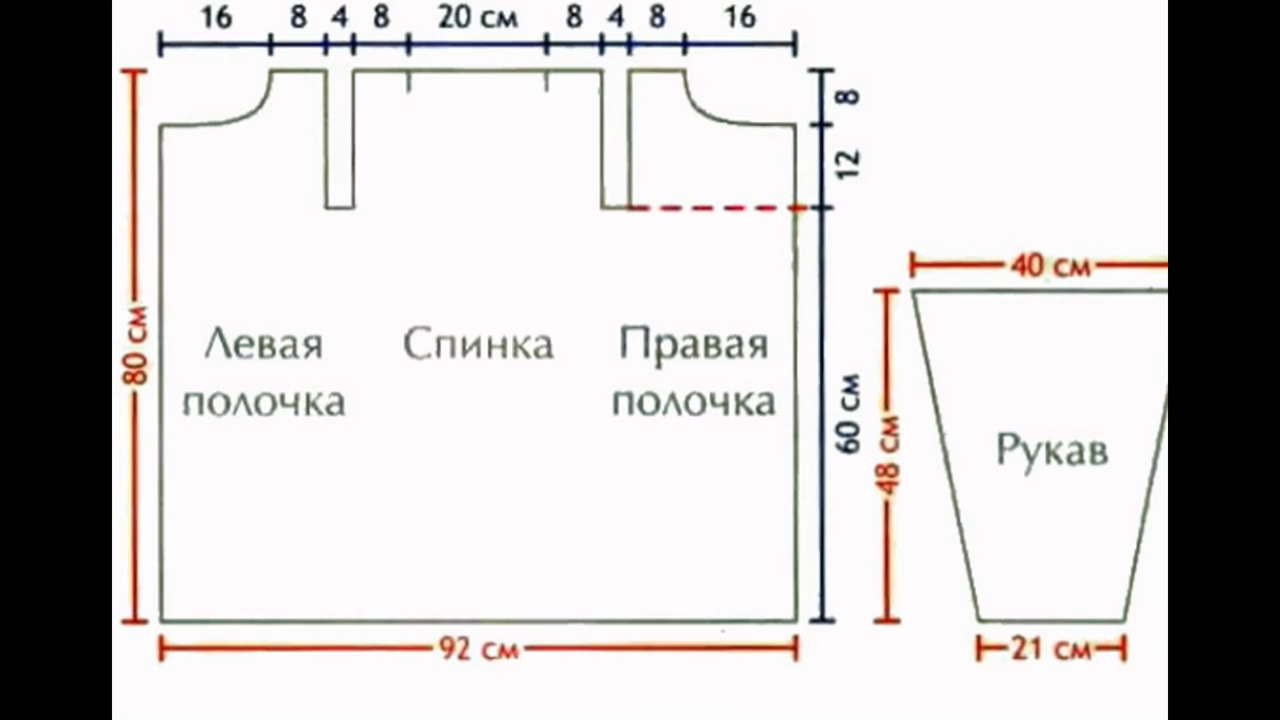 16 8 4 8 20 см 8 4 8 16
8
12
40 см
80 см
Левая
полочка
Спинка
Правая
полочка
60 см
48 см
Рукав
92 см
21 см